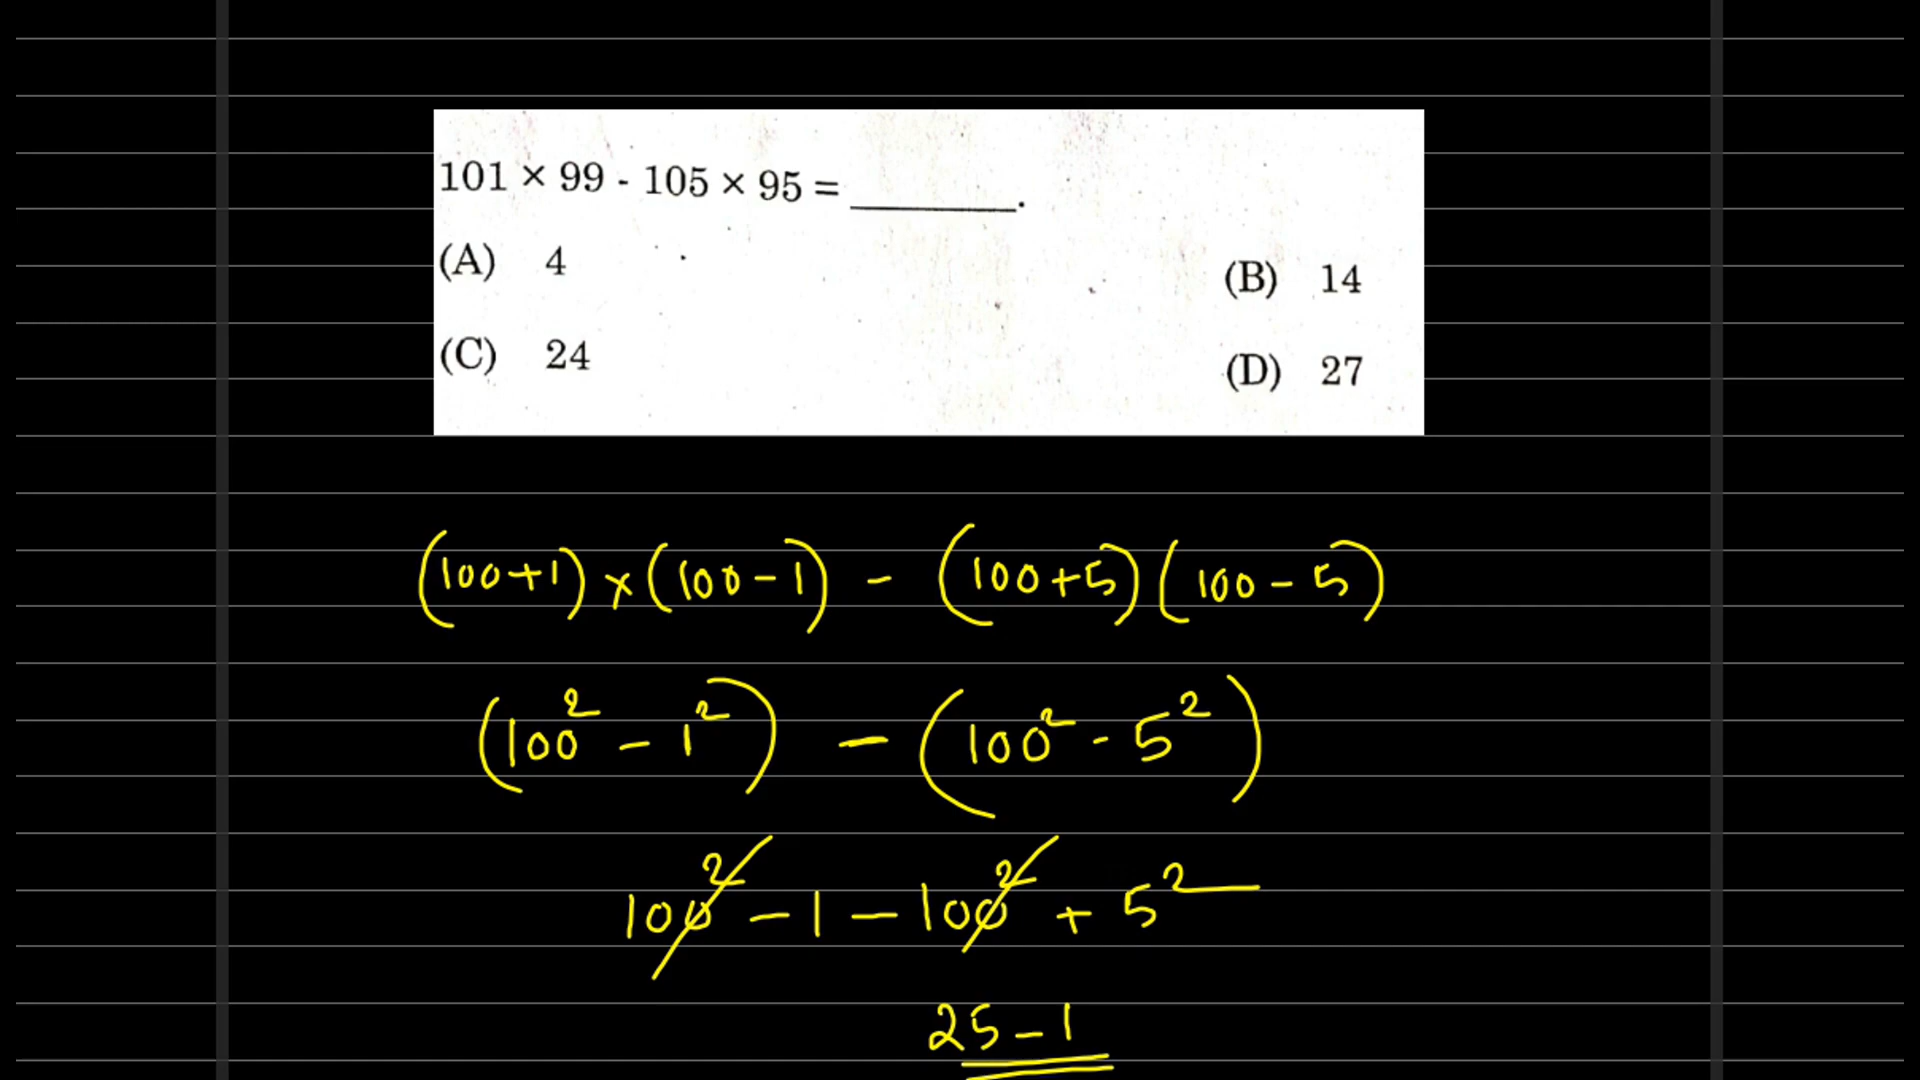 101 × 99 - 105 × 95 = ________.
(A) 4
(B) 14
(C) 24
(D) 27
(100+1) × (100-1) - (100+5)(100-5)
(100² - 1²) - (100² - 5²)
100² - 1 - 100² + 5²
25-1